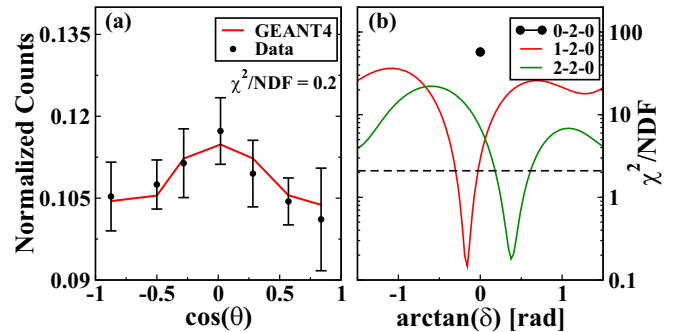 (a)
GEANT4
Data
χ²/NDF = 0.2
Normalized Counts
0.135
0.12
0.105
0.09
-1
-0.5
0
0.5
1
cos(θ)
(b)
0-2-0
1-2-0
2-2-0
100
10
1
0.1
χ²/NDF
-1
0
1
arctan(δ) [rad]